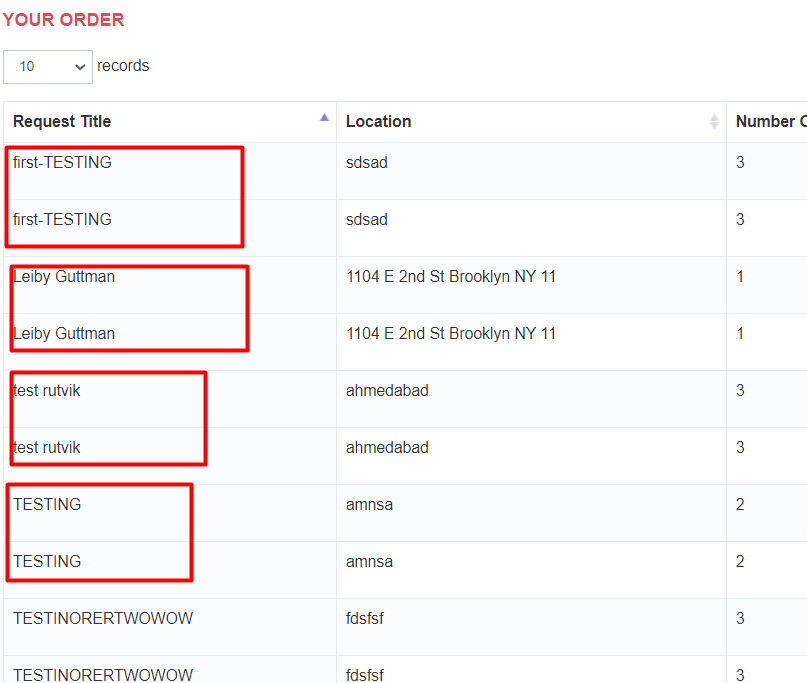 YOUR ORDER
10 records
Request Title Location Number
first-TESTING sdsad 3
first-TESTING sdsad 3
Leiby Guttman 1104 E 2nd St Brooklyn NY 11 1
Leiby Guttman 1104 E 2nd St Brooklyn NY 11 1
test rutvik ahmedabad 3
test rutvik ahmedabad 3
TESTING amnsa 2
TESTING amnsa 2
TESTINORERTWOWOW fdsfsf 3
TESTINORERTWOWOW fdsfsf 3